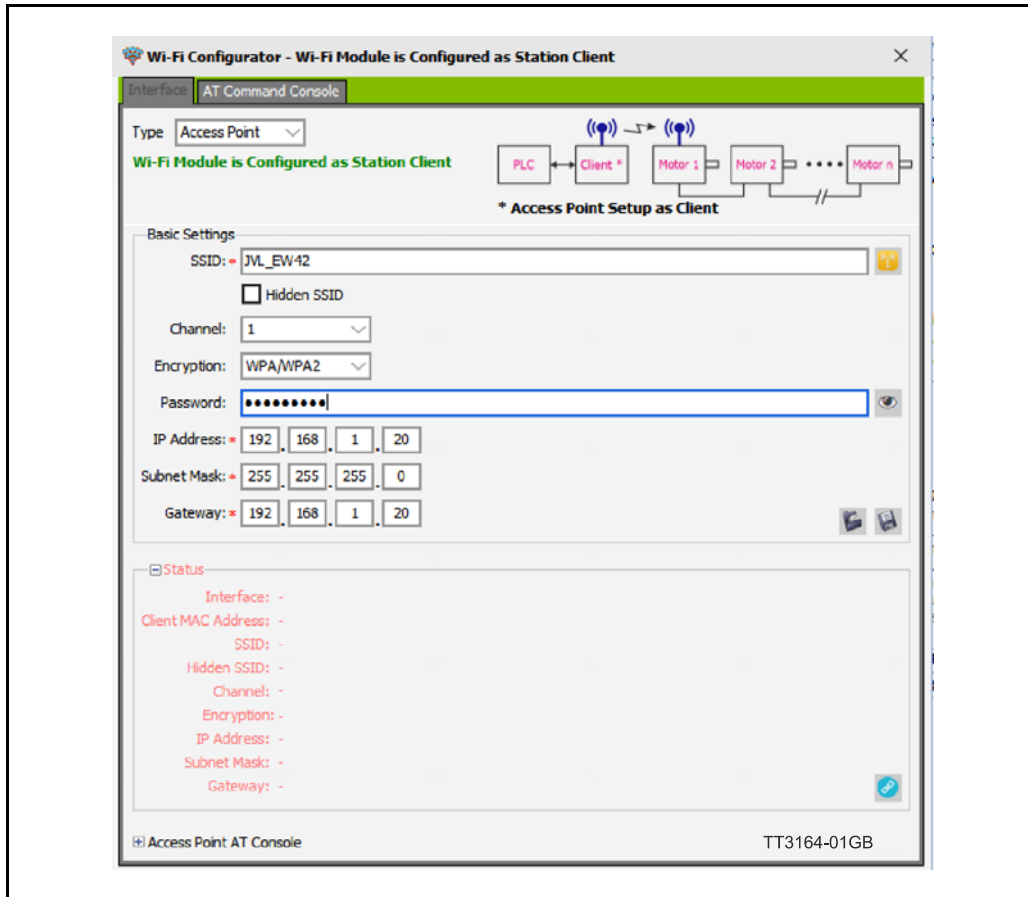 Wi-Fi Configurator - Wi-Fi Module is Configured as Station Client
Interface AT Command Console
Type Access Point
Wi-Fi Module is Configured as Station Client
PLC Client * Motor 1 Motor 2 Motor n
* Access Point Setup as Client
Basic Settings
SSID: * JVL_EW42
Hidden SSID
Channel: 1
Encryption: WPA/WPA2
Password: •••••••••
IP Address: * 192 . 168 . 1 . 20
Subnet Mask: * 255 . 255 . 255 . 0
Gateway: * 192 . 168 . 1 . 20
Status
Interface: -
Client MAC Address: -
SSID: -
Hidden SSID: -
Channel: -
Encryption: -
IP Address: -
Subnet Mask: -
Gateway: -
Access Point AT Console
TT3164-01GB